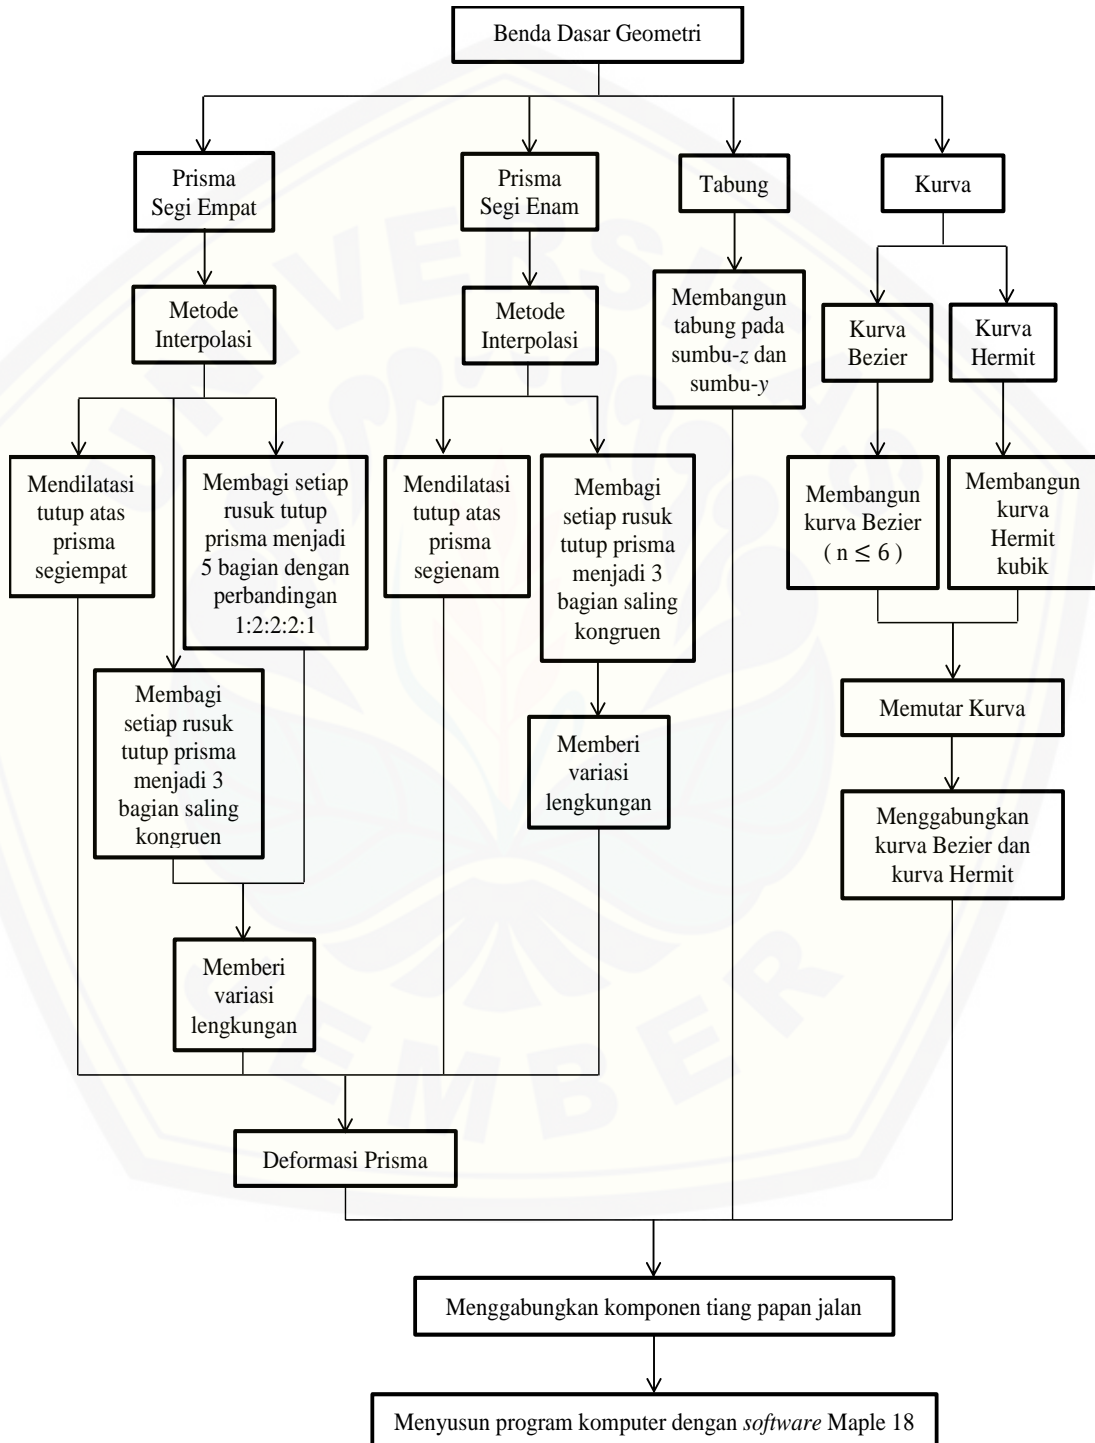 Benda Dasar Geometri
Prisma
Segi Empat
Prisma
Segi Enam
Tabung
Kurva
Metode
Interpolasi
Metode
Interpolasi
Membangun
tabung pada
sumbu-z dan
sumbu-y
Kurva
Bezier
Kurva
Hermit
Mendilatasi
tutup atas
prisma
segiempat
Membagi setiap
rusuk tutup
prisma menjadi
5 bagian dengan
perbandingan
1:2:2:2:1
Mendilatasi
tutup atas
prisma
segienam
Membagi
setiap rusuk
tutup prisma
menjadi 3
bagian saling
kongruen
Membangun
kurva Bezier
( n ≤ 6 )
Membangun
kurva
Hermit
kubik
Membagi
setiap rusuk
tutup prisma
menjadi 3
bagian saling
kongruen
Memberi
variasi
lengkungan
Memutar Kurva
Menggabungkan
kurva Bezier dan
kurva Hermit
Memberi
variasi
lengkungan
Deformasi Prisma
Menggabungkan komponen tiang papan jalan
Menyusun program komputer dengan software Maple 18
UNIVERSITAS
JEMBER